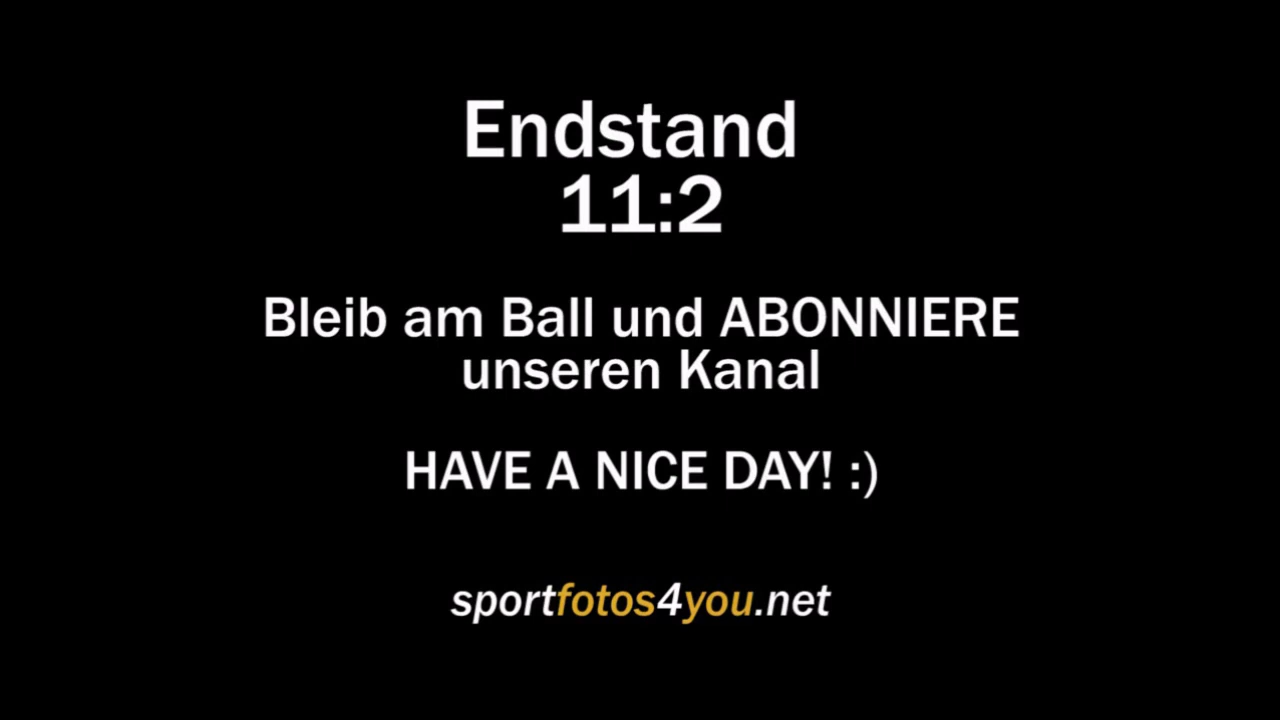 Endstand
11:2
Bleib am Ball und ABONNIERE
unseren Kanal
HAVE A NICE DAY! :)
sportfotos4you.net